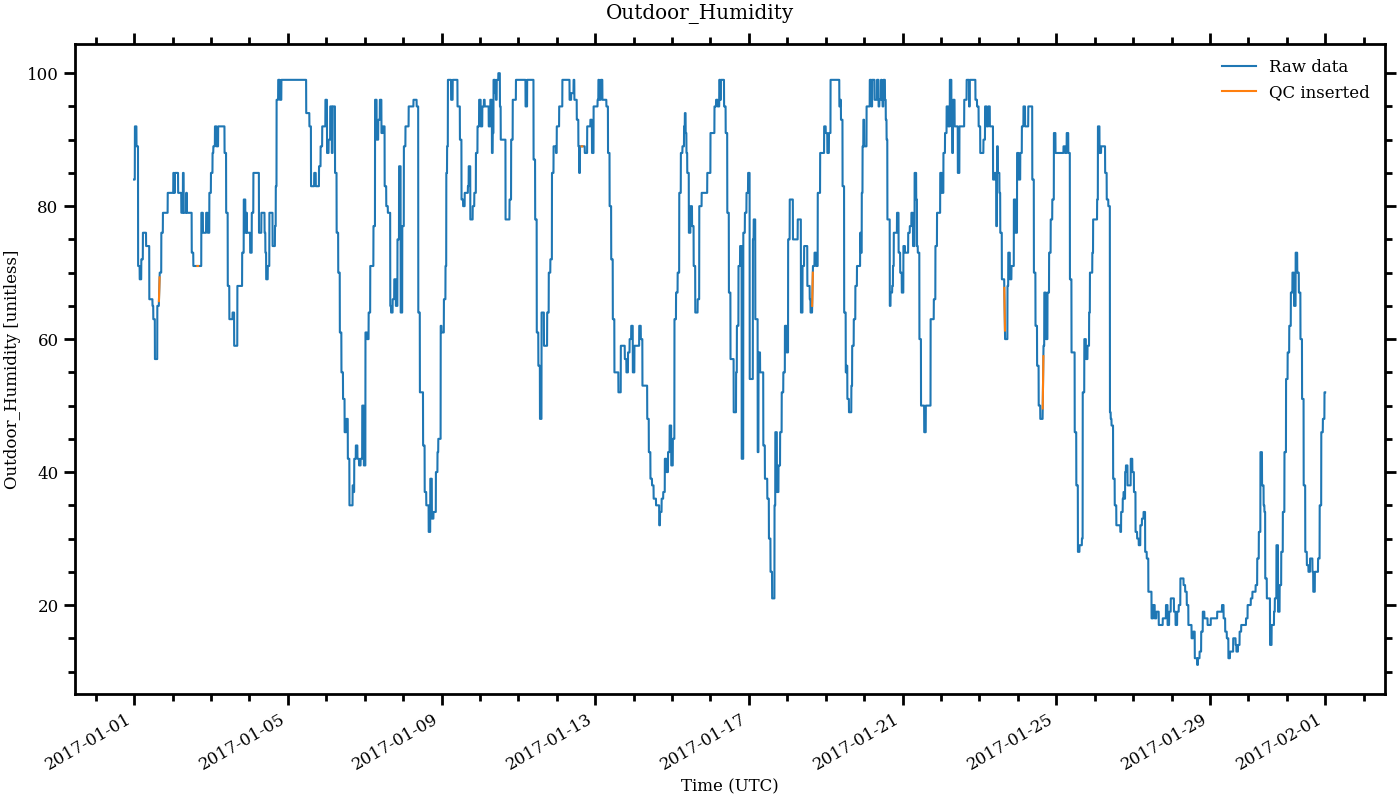 Outdoor_Humidity
Raw data
QC inserted
100
80
60
40
20
Outdoor_Humidity [unitless]
2017-01-01
2017-01-05
2017-01-09
2017-01-13
2017-01-17
2017-01-21
2017-01-25
2017-01-29
2017-02-01
Time (UTC)